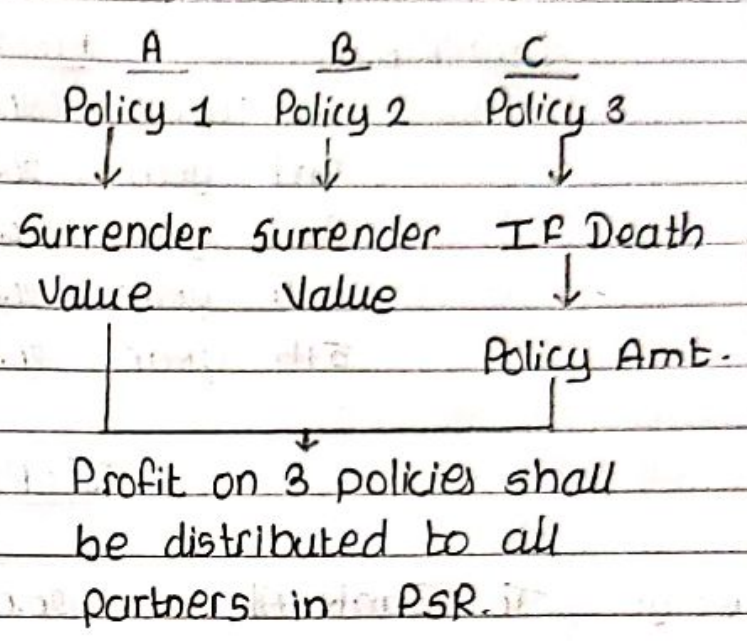 A B C
Policy 1 Policy 2 Policy 3
Surrender Surrender If Death
Value Value
Policy Amt.
Profit on 3 policies shall
be distributed to all
partners in PSR.